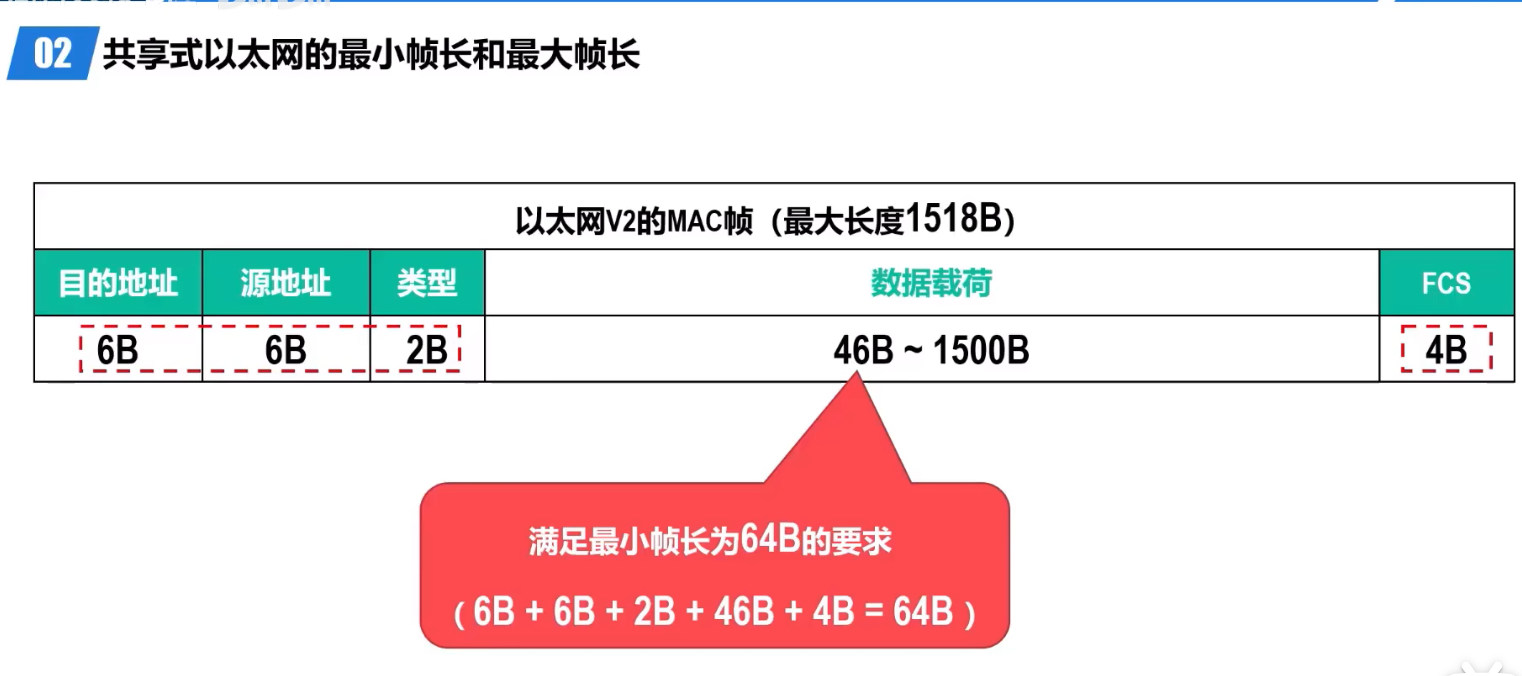 02 共享式以太网的最小帧长和最大帧长
以太网V2的MAC帧（最大长度1518B）
目的地址 源地址 类型 数据载荷 FCS
6B 6B 2B 46B ~ 1500B 4B
满足最小帧长为64B的要求
（6B + 6B + 2B + 46B + 4B = 64B）